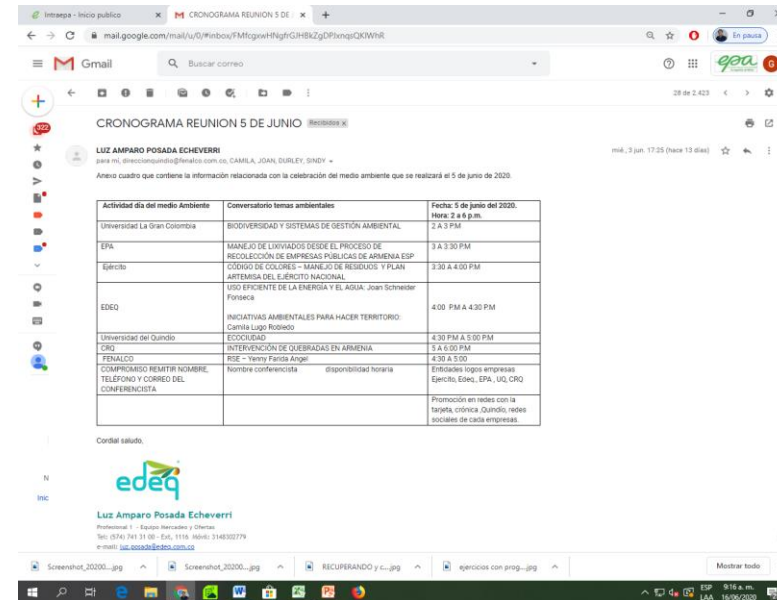 Intraepa - Inicio publico
CRONOGRAMA REUNION 5 DE
mail.google.com/mail/u/0/#inbox/
En pausa
Gmail
Buscar correo
epa
G
28 de 2.423
322
CRONOGRAMA REUNION 5 DE JUNIO Recibidos x
LUZ AMPARO POSADA ECHEVERRI
mié., 3 jun. 17:25 (hace 13 días)
para mí, direccionquindio@fenalco.com.co, CAMILA, JOAN, DURLEY, SINDY
Anexo cuadro que contiene la información relacionada con la celebración del medio ambiente que se realizará el 5 de junio de 2020.
Actividad día del medio Ambiente
Conversatorio temas ambientales
Fecha: 5 de junio del 2020.
Hora: 2 a 6 p.m.
Universidad La Gran Colombia
BIODIVERSIDAD Y SISTEMAS DE GESTIÓN AMBIENTAL
2 A 3 P.M
EPA
MANEJO DE LIXIVIADOS DESDE EL PROCESO DE
RECOLECCIÓN DE EMPRESAS PÚBLICAS DE ARMENIA ESP
3 A 3:30 P.M
Ejército
CÓDIGO DE COLORES – MANEJO DE RESIDUOS Y PLAN
ARTEMISA DEL EJÉRCITO NACIONAL
3:30 A 4:00 P.M
EDEQ
USO EFICIENTE DE LA ENERGÍA Y EL AGUA: Joan Schneider
Fonseca
INICIATIVAS AMBIENTALES PARA HACER TERRITORIO:
Camila Lugo Robledo
4:00 P.M A 4:30 P.M
Universidad del Quindío
ECOCIUDAD
4:30 P.M A 5:00 P.M
CRQ
INTERVENCIÓN DE QUEBRADAS EN ARMENIA
5 A 6:00 P.M
FENALCO
RSE – Yenny Farida Angel
4:30 A 5:00
COMPROMISO REMITIR NOMBRE,
TELÉFONO Y CORREO DEL
CONFERENCISTA
Nombre conferencista disponibilidad horaria
Entidades logos empresas
Ejercito, Edeq,, EPA , UQ, CRQ
Promoción en redes con la
tarjeta, crónica ,Quindío, redes
sociales de cada empresas.
Cordial saludo,
edeq
N
Inic
Luz Amparo Posada Echeverri
Profesional 1 - Equipo Mercadeo y Ofertas
Tel: (574) 741 31 00 - Ext, 1116 Móvil: 3148302779
e-mail: luz.posada@edeq.com.co
Screenshot_20200....jpg
Screenshot_20200....jpg
RECUPERANDO y c....jpg
ejercicios con prog....jpg
Mostrar todo
ESP
LAA
9:16 a. m.
16/06/2020